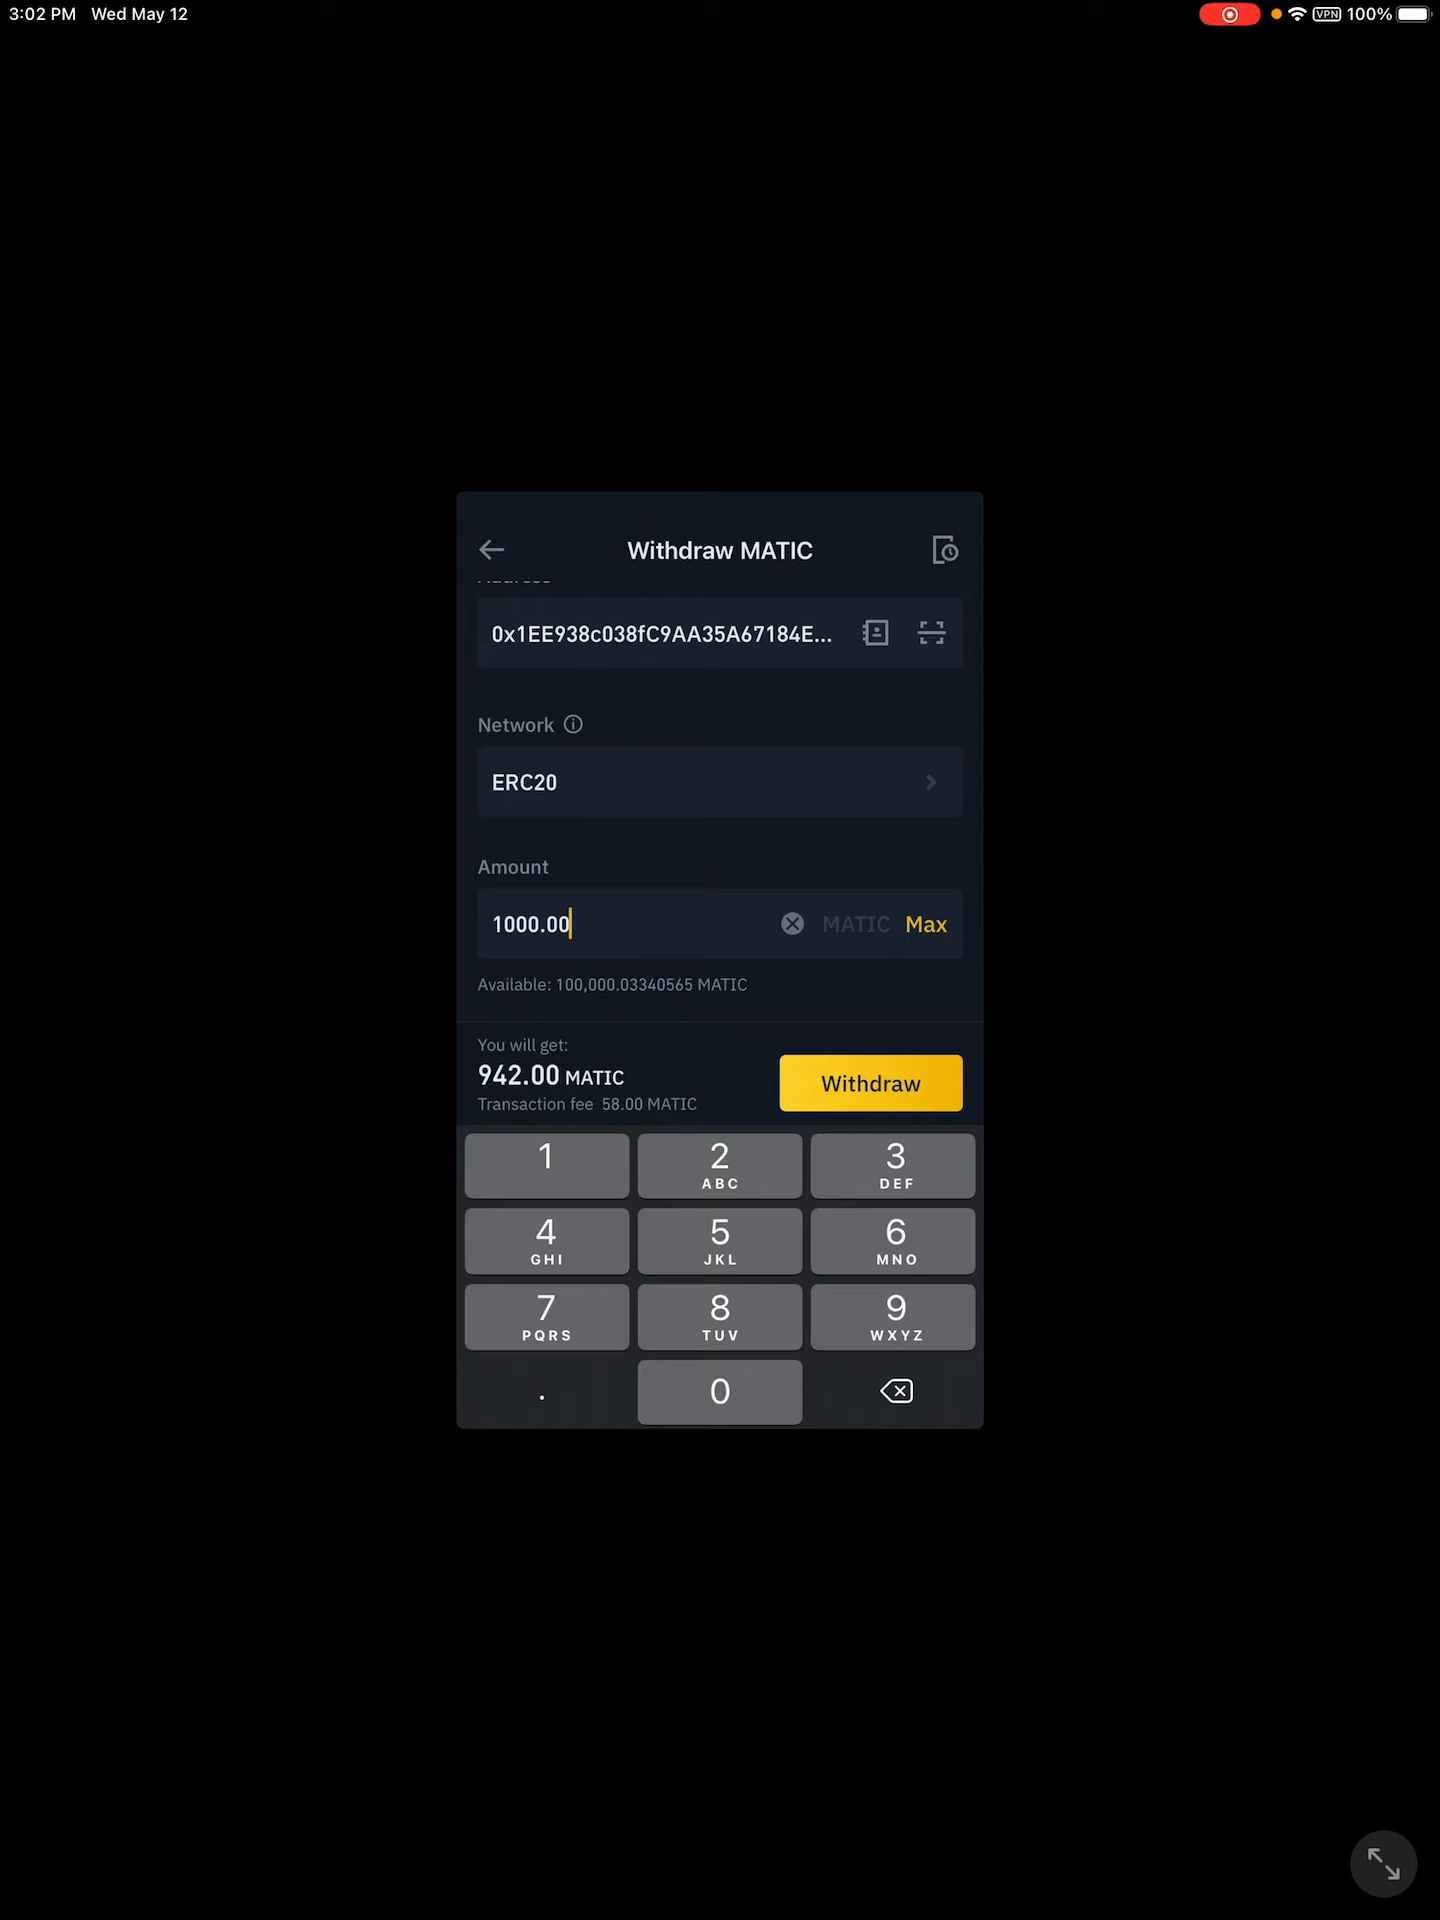 3:02 PM Wed May 12
VPN 100%
Withdraw MATIC
0x1EE938c038fC9AA35A67184E...
Network
ERC20
Amount
1000.00 MATIC Max
Available: 100,000.03340565 MATIC
You will get:
942.00 MATIC
Transaction fee 58.00 MATIC
Withdraw
1
2
ABC
3
DEF
4
GHI
5
JKL
6
MNO
7
PQRS
8
TUV
9
WXYZ
.
0